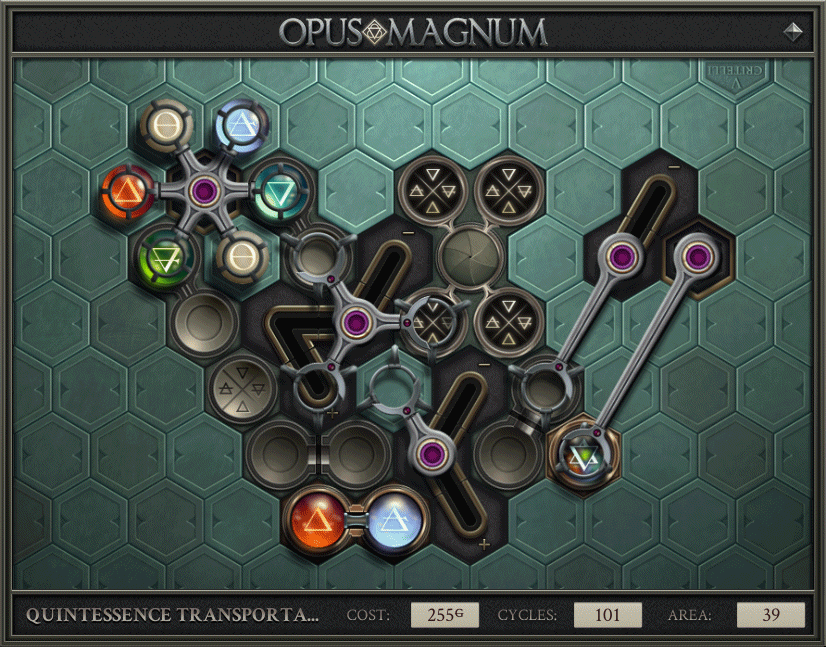 OPUS MAGNUM
QUINTESSENCE TRANSPORTA... COST: 255G CYCLES: 101 AREA: 39